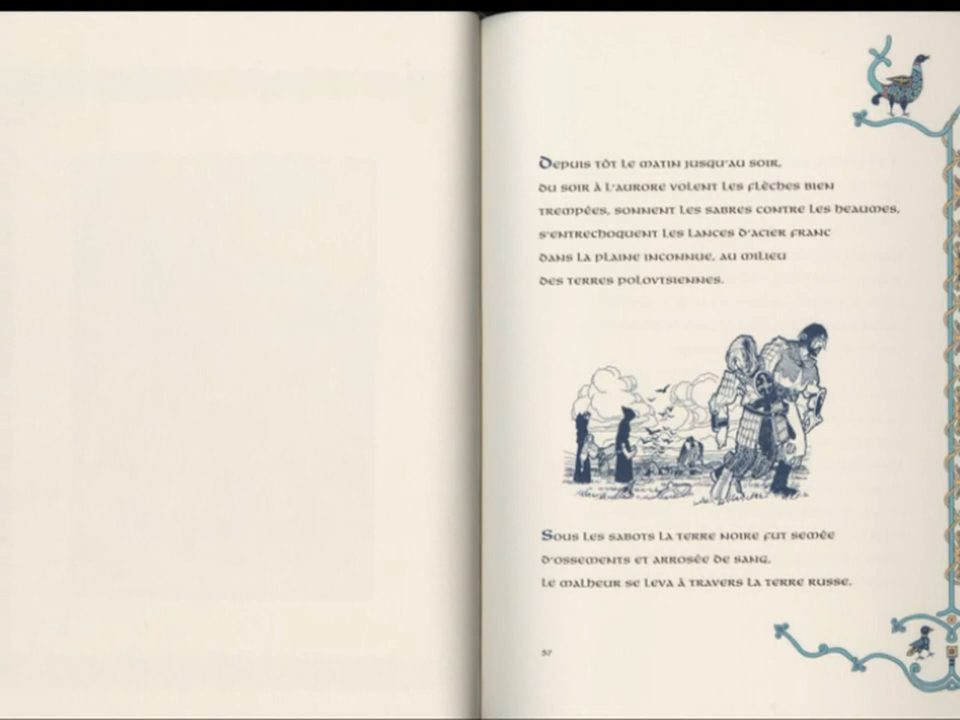 Depuis tôt le matin jusqu'au soir,
du soir à l'aurore volent les flèches bien
trempées, sonnent les sabres contre les heaumes,
s'entrechoquent les lances d'acier franc
dans la plaine inconnue, au milieu
des terres polovtsiennes.
Sous les sabots la terre noire fut semée
d'ossements et arrosée de sang,
le malheur se leva à travers la terre russe.
57